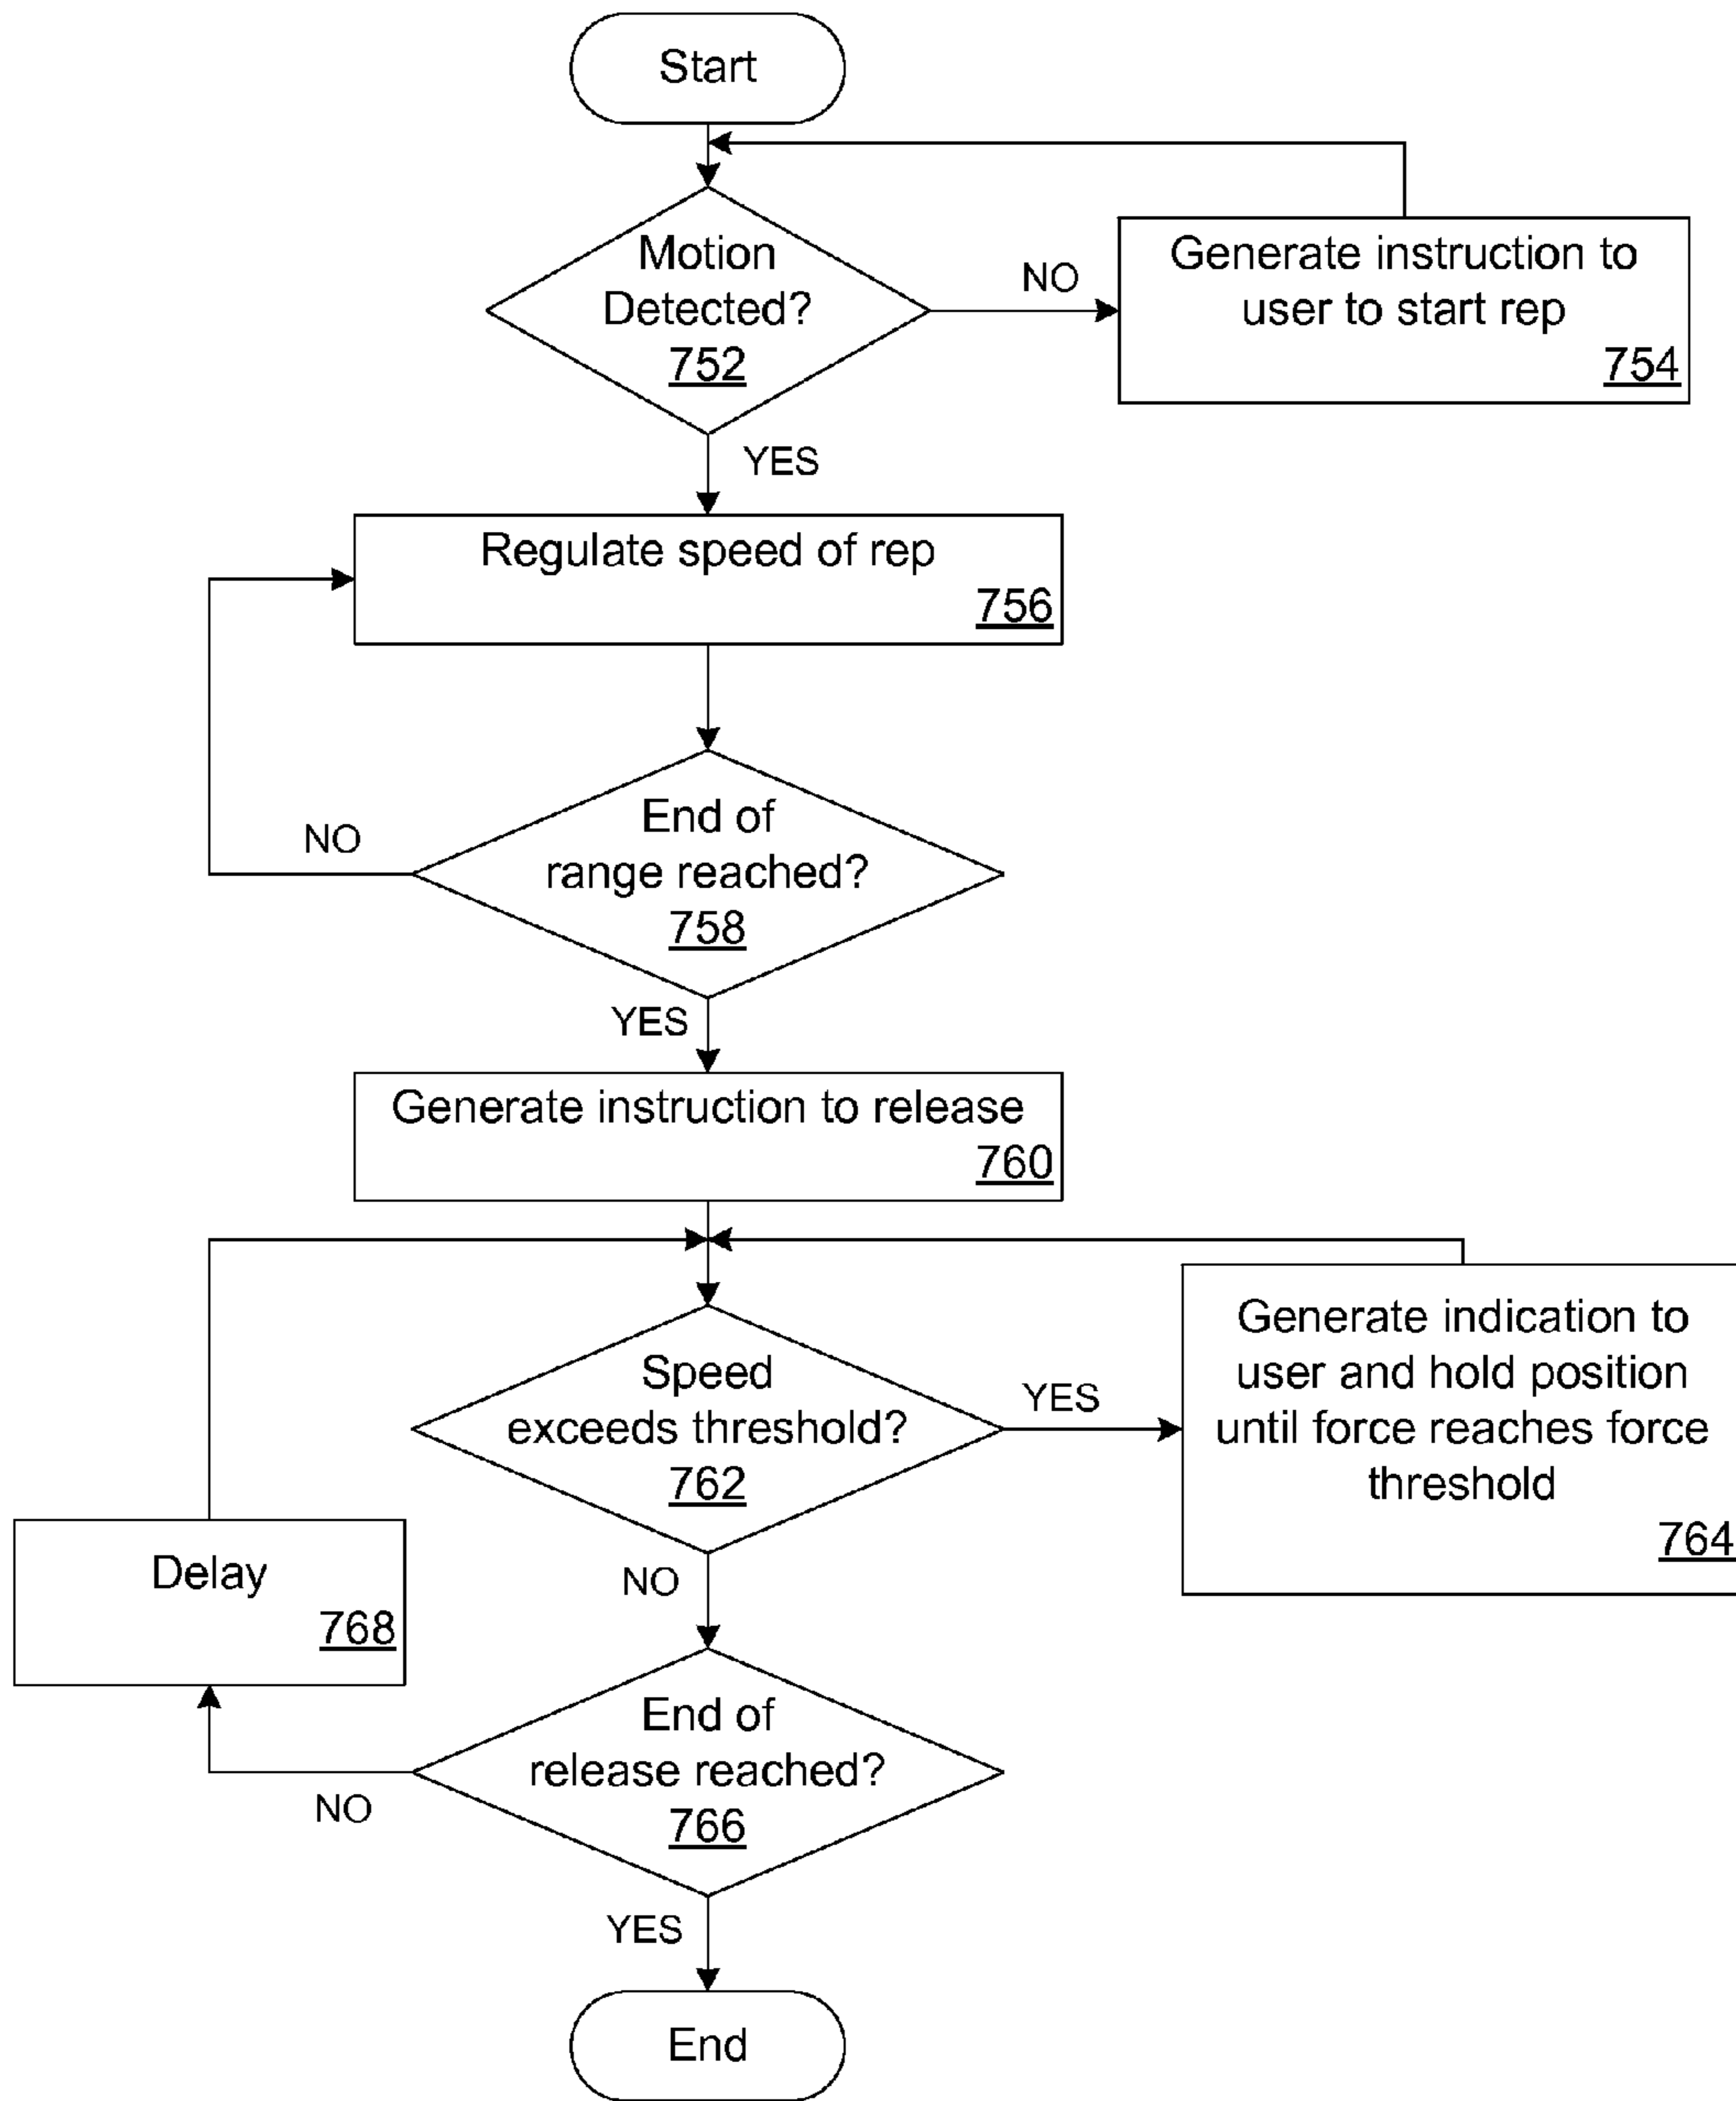 Start
Motion
Detected?
752
NO
Generate instruction to
user to start rep
754
YES
Regulate speed of rep
756
End of
range reached?
758
NO
YES
Generate instruction to release
760
Speed
exceeds threshold?
762
YES
Generate indication to
user and hold position
until force reaches force
threshold
764
NO
Delay
768
End of
release reached?
766
NO
YES
End